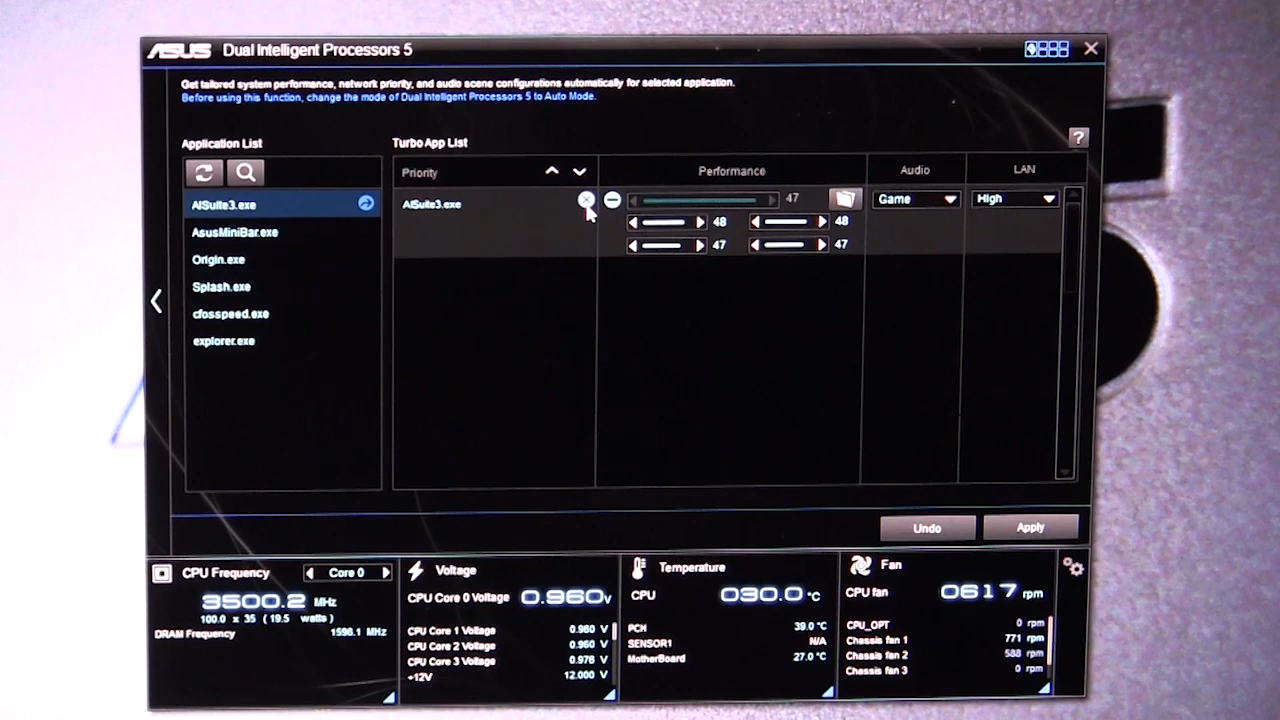 ASUS Dual Intelligent Processors 5
Get tailored system performance, network priority, and audio scene configurations automatically for selected application.
Before using this function, change the mode of Dual Intelligent Processors 5 to Auto Mode.
?
Application List
Turbo App List
Priority
Performance
Audio
LAN
AISuite3.exe
AsusMiniBar.exe
Origin.exe
Splash.exe
cfosspeed.exe
explorer.exe
AISuite3.exe
47
48
48
47
47
Game
High
Undo
Apply
CPU Frequency
Core 0
3500.2 MHz
100.0 x 35 (19.5 watts)
DRAM Frequency 1596.1 MHz
Voltage
CPU Core 0 Voltage 0.960v
CPU Core 1 Voltage 0.960 V
CPU Core 2 Voltage 0.960 V
CPU Core 3 Voltage 0.976 V
+12V 12.000 V
Temperature
CPU 030.0 °C
PCH 39.0 °C
SENSOR1 N/A
MotherBoard 27.0 °C
Fan
CPU fan 0617 rpm
CPU_OPT 0 rpm
Chassis fan 1 771 rpm
Chassis fan 2 588 rpm
Chassis fan 3 0 rpm